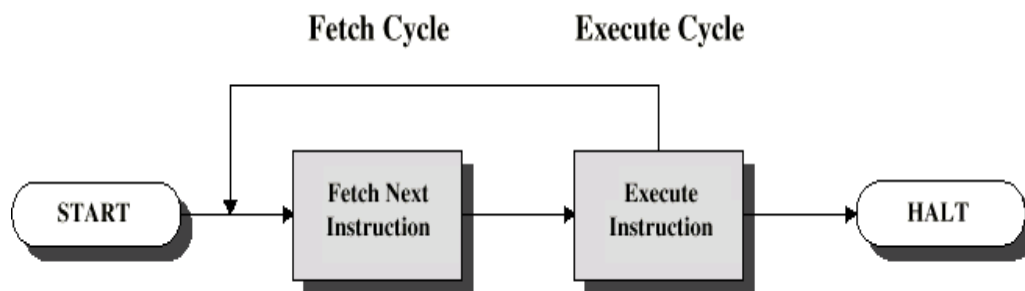 Fetch Cycle
Execute Cycle
START
Fetch Next
Instruction
Execute
Instruction
HALT